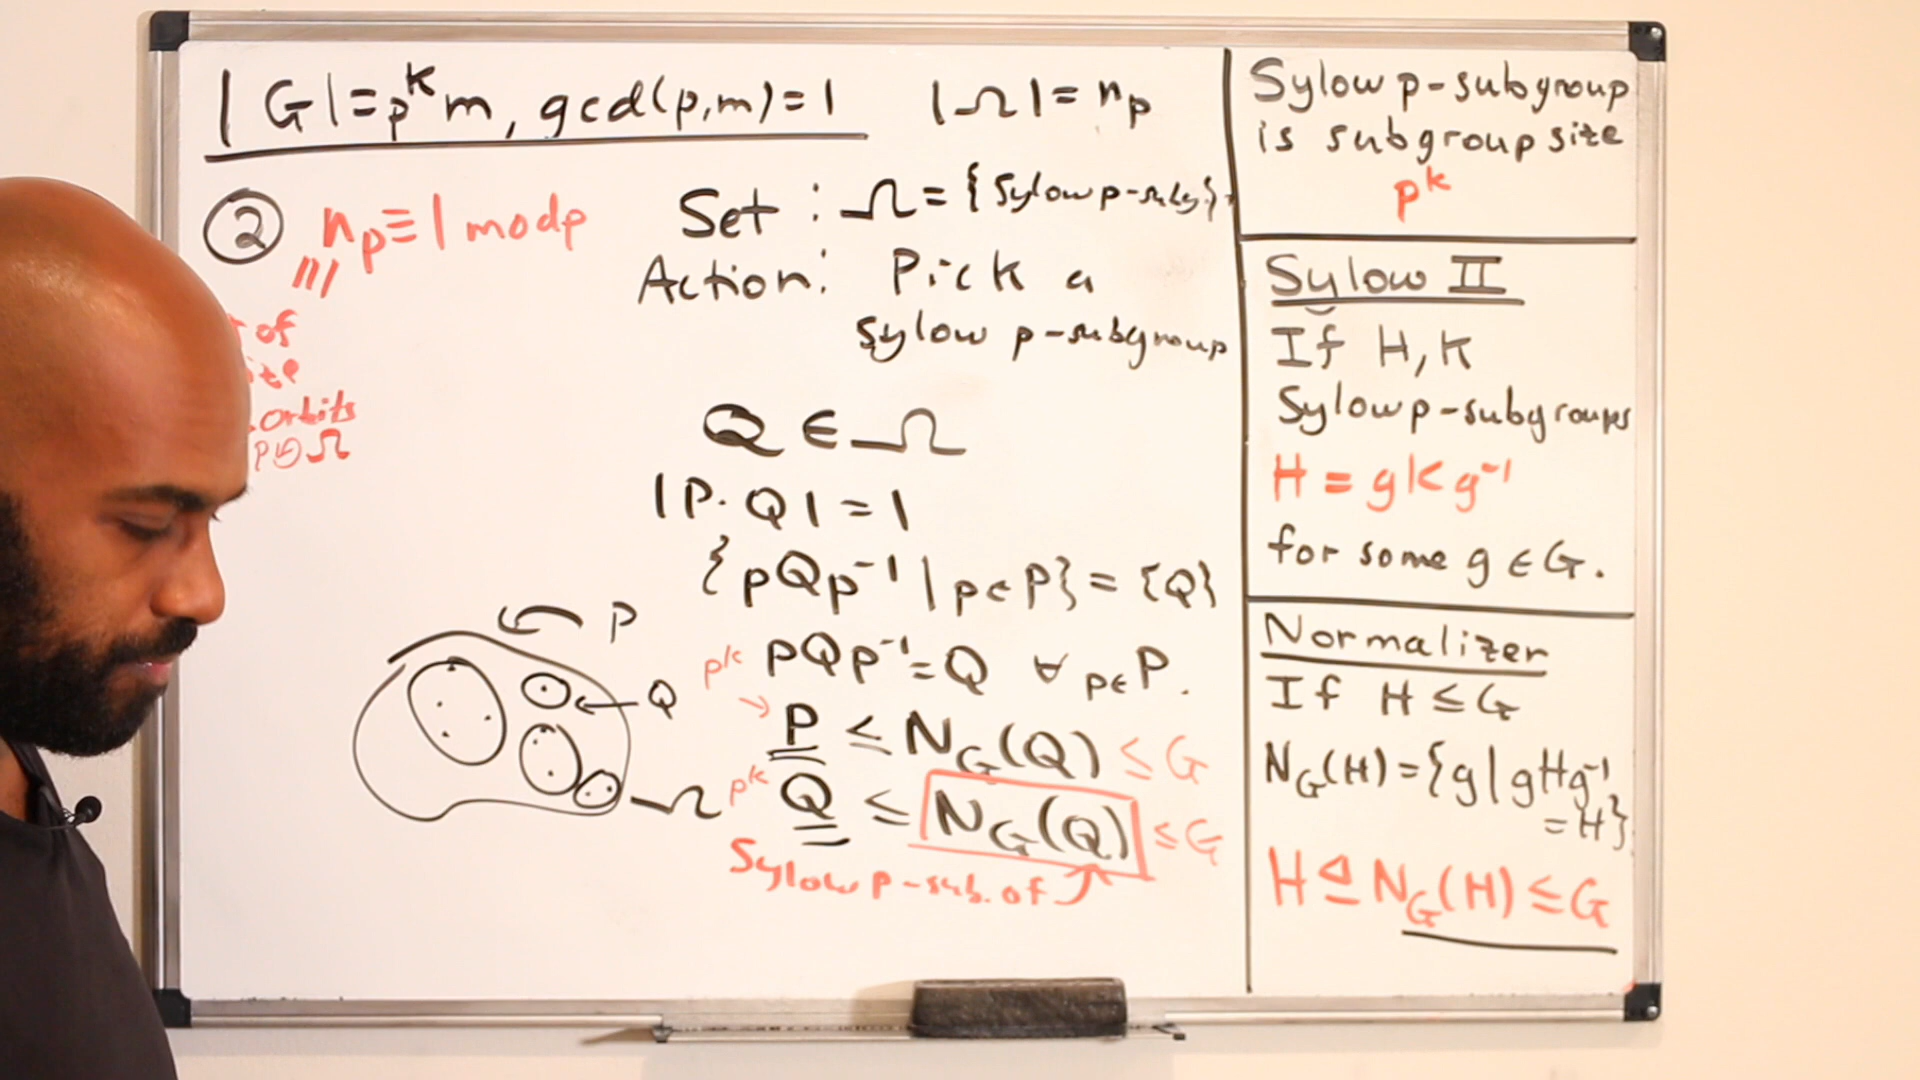 |G|=p^k m, gcd(p,m)=1
|Ω|= n_p
② n_p≡1 mod p
of
orbits
P↺Ω
Set: Ω={Sylow p-subg}
Action: Pick a
Sylow p-subgroup
Q ∈ Ω
|P·Q|=1
{pQp⁻¹|p∈P}={Q}
p^k pQp⁻¹=Q ∀ p∈P.
P ≤ N_G(Q) ≤ G
p^k Q ≤ N_G(Q) ≤ G
Sylow p-sub. of
P
Q
Ω
Sylow p-subgroup
is subgroup size
p^k
Sylow II
If H,K
Sylow p-subgroups
H = gKg⁻¹
for some g∈G.
Normalizer
If H ≤ G
N_G(H)={g|gHg⁻¹
=H}
H ⊴ N_G(H) ≤ G